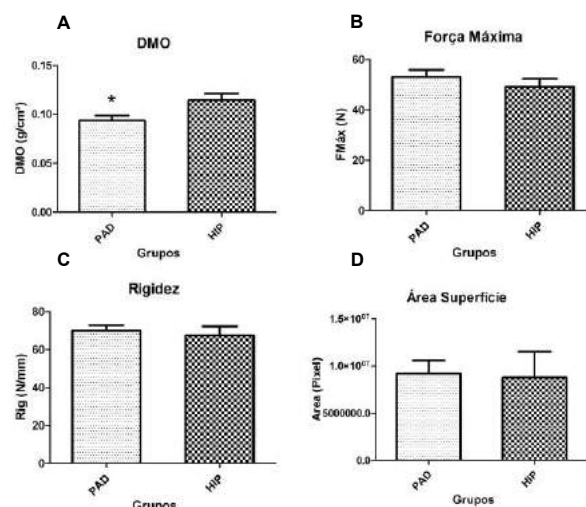 A
DMO
DMO (g/cm²)
0.15
0.10
0.05
0.00
*
PAD
HIP
Grupos
B
Força Máxima
FMáx (N)
60
40
20
0
PAD
HIP
Grupos
C
Rigidez
Rig (N/mm)
80
60
40
20
0
PAD
HIP
Grupos
D
Área Superfície
Area (Pixel)
1.5×10⁰⁷
1.0×10⁰⁷
5000000.0
0.0
PAD
HIP
Grupos